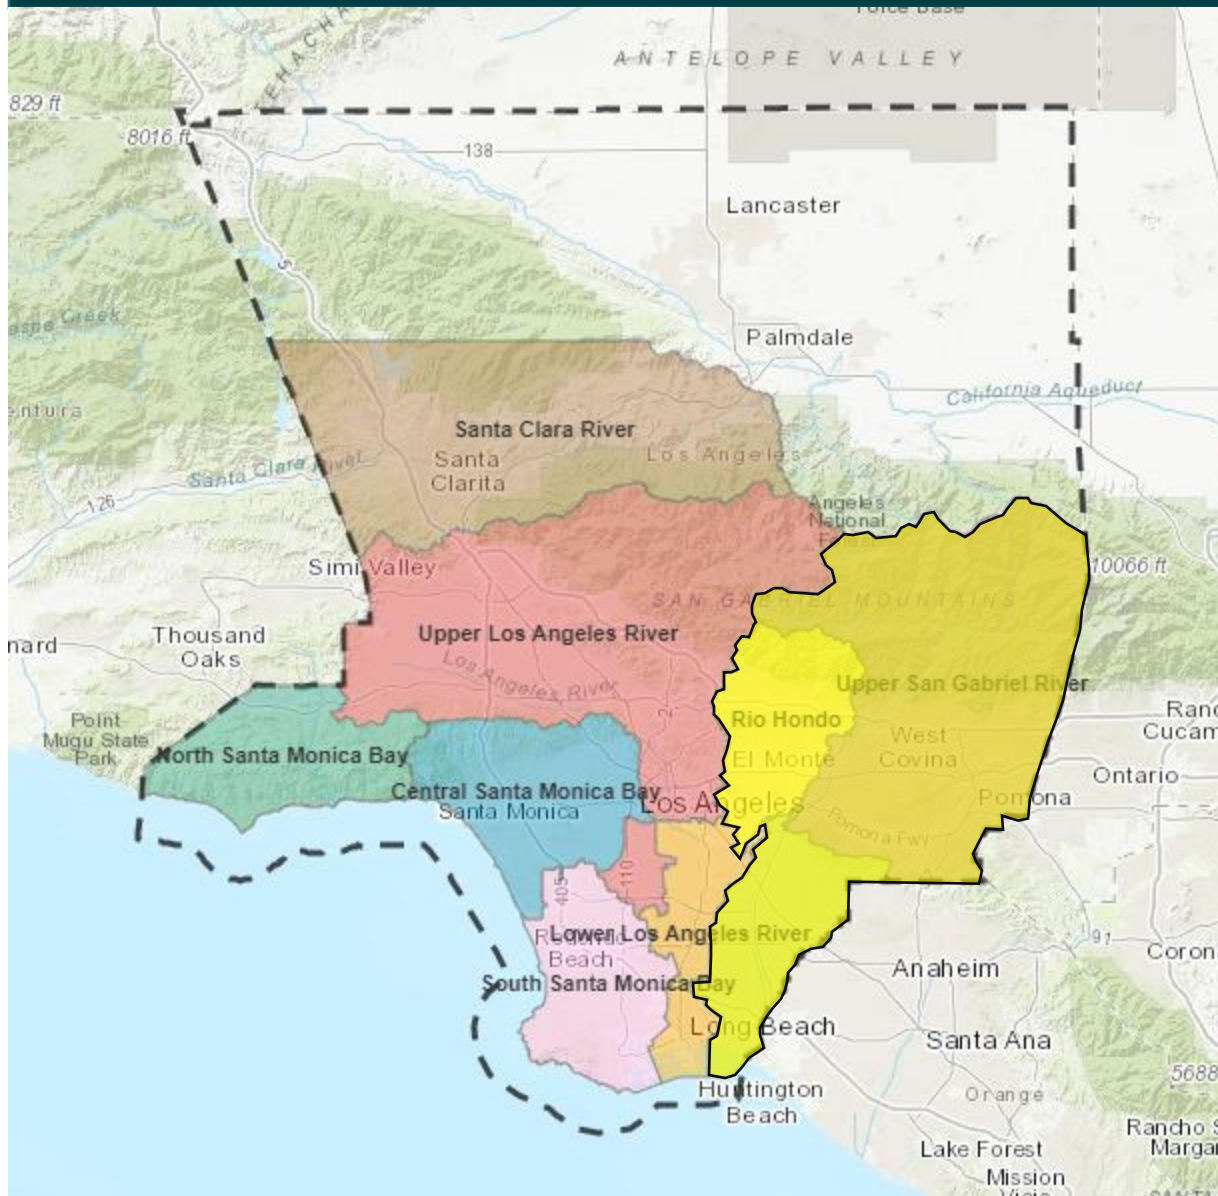 Force Base
ANTELOPE VALLEY
TEHACHA
829 ft
8016 ft
138
Lancaster
5
Palmdale
California Aqueduct
espe Creek
entura
Santa Clara River
Los Angeles
Santa
Clarita
Santa Clara River
126
Angeles
National
Forest
Simi Valley
10066 ft
SAN GABRIEL MOUNTAINS
nard
Thousand
Oaks
Upper Los Angeles River
Los Angeles River
2
Upper San Gabriel River
Point
Mugu State
Park
Rio Hondo
West
Covina
Ranc
Cucam
North Santa Monica Bay
El Monte
Ontario
Central Santa Monica Bay
Santa Monica
Los Angeles
Pomona
Pomona Fwy
405
110
Lower Los Angeles River
Redondo
Beach
91
Coron
Anaheim
South Santa Monica Bay
Long Beach
Santa Ana
5688
Huntington
Beach
Orange
Rancho S
Margar
Lake Forest
Mission
Viejo